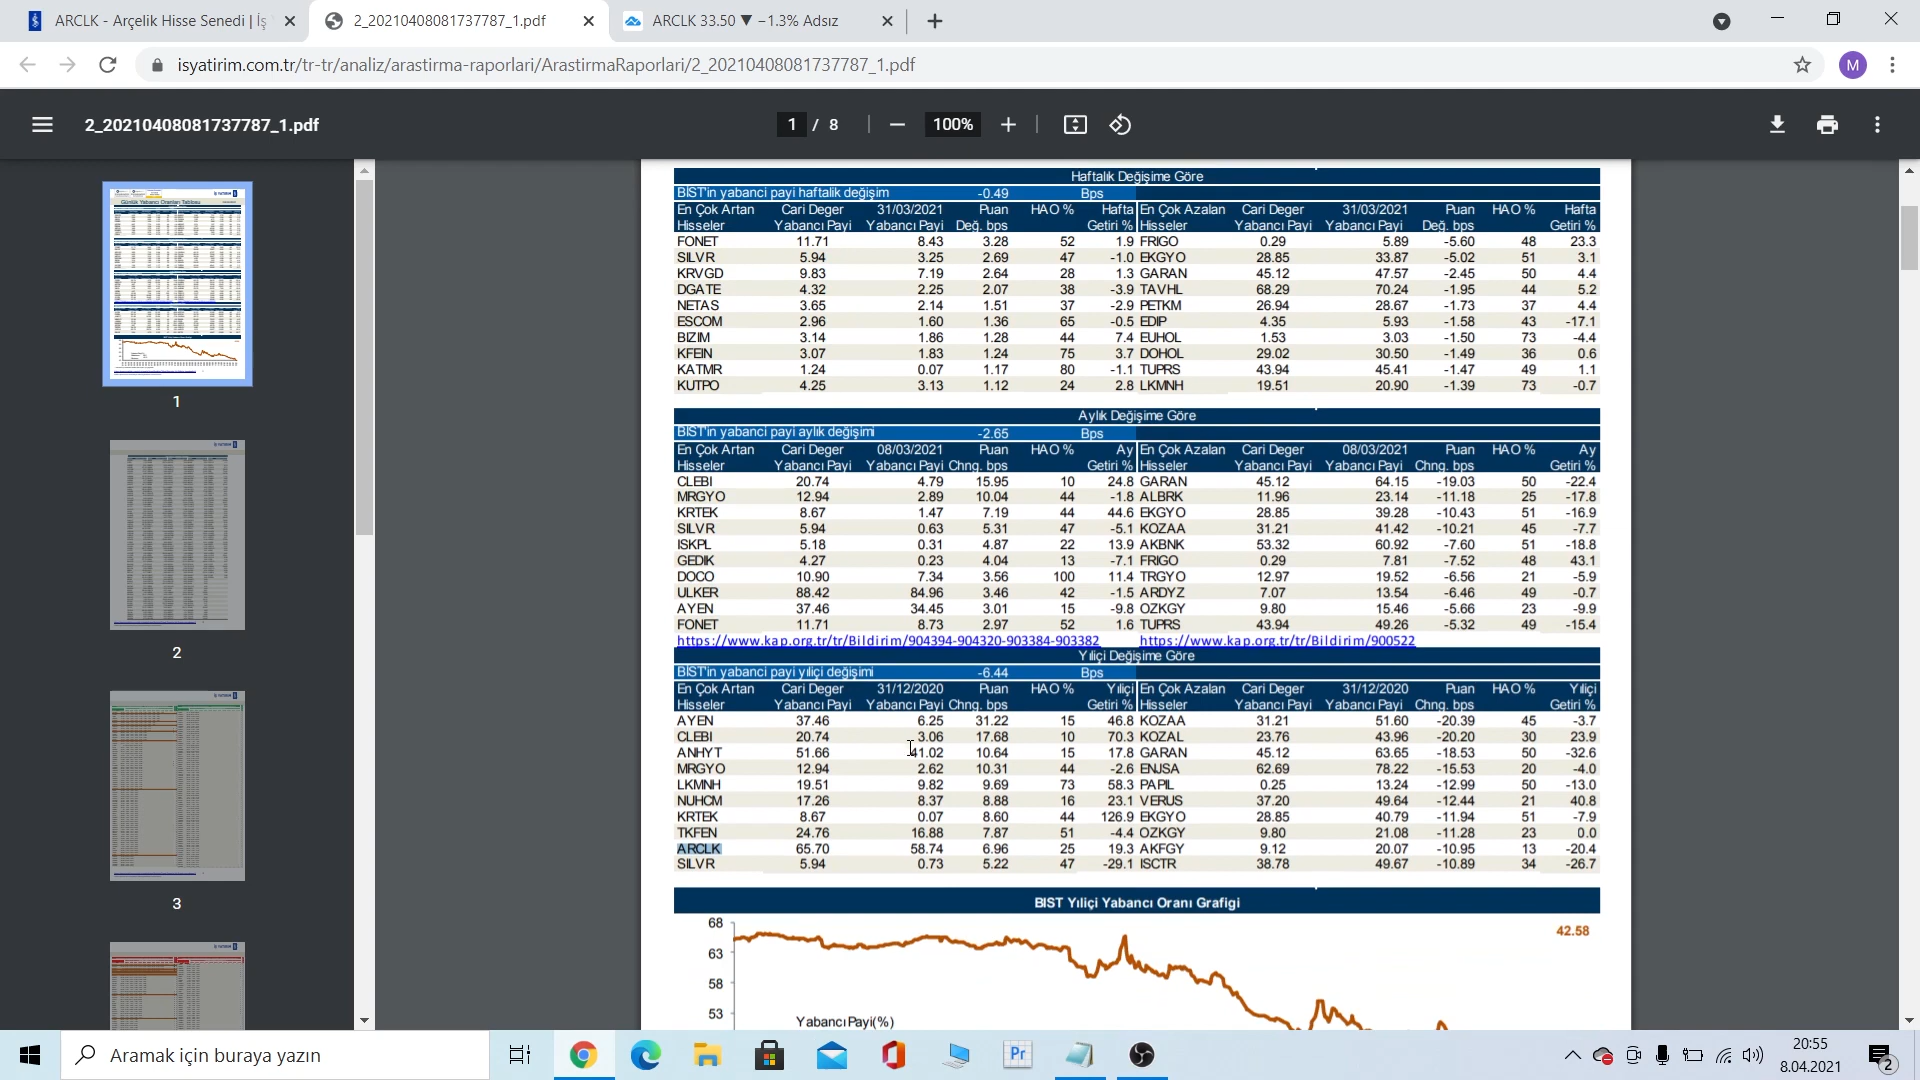 ARCLK - Arçelik Hisse Senedi | İş
2_20210408081737787_1.pdf
ARCLK 33.50 ▼ −1.3% Adsız
isyatirim.com.tr/tr-tr/analiz/arastirma-raporlari/ArastirmaRaporlari/2_20210408081737787_1.pdf
M
2_20210408081737787_1.pdf
1 / 8
100%
1
2
3
Haftalık Değişime Göre
BIST'in yabanci payi haftalik değişim -0.49 Bps
En Çok Artan Cari Deger 31/03/2021 Puan HAO % Hafta En Çok Azalan Cari Deger 31/03/2021 Puan HAO % Hafta
Hisseler Yabancı Payi Yabancı Payi Değ. bps Getiri % Hisseler Yabancı Payi Yabancı Payi Değ. bps Getiri %
FONET 11.71 8.43 3.28 52 1.9 FRIGO 0.29 5.89 -5.60 48 23.3
SILVR 5.94 3.25 2.69 47 -1.0 EKGYO 28.85 33.87 -5.02 51 3.1
KRVGD 9.83 7.19 2.64 28 1.3 GARAN 45.12 47.57 -2.45 50 4.4
DGATE 4.32 2.25 2.07 38 -3.9 TAVHL 68.29 70.24 -1.95 44 5.2
NETAS 3.65 2.14 1.51 37 -2.9 PETKM 26.94 28.67 -1.73 37 4.4
ESCOM 2.96 1.60 1.36 65 -0.5 EDIP 4.35 5.93 -1.58 43 -17.1
BIZIM 3.14 1.86 1.28 44 7.4 EUHOL 1.53 3.03 -1.50 73 -4.4
KFEIN 3.07 1.83 1.24 75 3.7 DOHOL 29.02 30.50 -1.49 36 0.6
KATMR 1.24 0.07 1.17 80 -1.1 TUPRS 43.94 45.41 -1.47 49 1.1
KUTPO 4.25 3.13 1.12 24 2.8 LKMNH 19.51 20.90 -1.39 73 -0.7
Aylık Değişime Göre
BIST'in yabanci payi aylık değişimi -2.65 Bps
En Çok Artan Cari Deger 08/03/2021 Puan HAO % Ay En Çok Azalan Cari Deger 08/03/2021 Puan HAO % Ay
Hisseler Yabancı Payi Yabancı Payi Chng. bps Getiri % Hisseler Yabancı Payi Yabancı Payi Chng. bps Getiri %
CLEBI 20.74 4.79 15.95 10 24.8 GARAN 45.12 64.15 -19.03 50 -22.4
MRGYO 12.94 2.89 10.04 44 -1.8 ALBRK 11.96 23.14 -11.18 25 -17.8
KRTEK 8.67 1.47 7.19 44 44.6 EKGYO 28.85 39.28 -10.43 51 -16.9
SILVR 5.94 0.63 5.31 47 -5.1 KOZAA 31.21 41.42 -10.21 45 -7.7
ISKPL 5.18 0.31 4.87 22 13.9 AKBNK 53.32 60.92 -7.60 51 -18.8
GEDIK 4.27 0.23 4.04 13 -7.1 FRIGO 0.29 7.81 -7.52 48 43.1
DOCO 10.90 7.34 3.56 100 11.4 TRGYO 12.97 19.52 -6.56 21 -5.9
ULKER 88.42 84.96 3.46 42 -1.5 ARDYZ 7.07 13.54 -6.46 49 -0.7
AYEN 37.46 34.45 3.01 15 -9.8 OZKGY 9.80 15.46 -5.66 23 -9.9
FONET 11.71 8.73 2.97 52 1.6 TUPRS 43.94 49.26 -5.32 49 -15.4
https://www.kap.org.tr/tr/Bildirim/904394-904320-903384-903382 https://www.kap.org.tr/tr/Bildirim/900522
Yıliçi Değişime Göre
BIST'in yabanci payi yıliçi değişimi -6.44 Bps
En Çok Artan Cari Deger 31/12/2020 Puan HAO % Yıliçi En Çok Azalan Cari Deger 31/12/2020 Puan HAO % Yıliçi
Hisseler Yabancı Payi Yabancı Payi Chng. bps Getiri % Hisseler Yabancı Payi Yabancı Payi Chng. bps Getiri %
AYEN 37.46 6.25 31.22 15 46.8 KOZAA 31.21 51.60 -20.39 45 -3.7
CLEBI 20.74 3.06 17.68 10 70.3 KOZAL 23.76 43.96 -20.20 30 23.9
ANHYT 51.66 41.02 10.64 15 17.8 GARAN 45.12 63.65 -18.53 50 -32.6
MRGYO 12.94 2.62 10.31 44 -2.6 ENJSA 62.69 78.22 -15.53 20 -4.0
LKMNH 19.51 9.82 9.69 73 58.3 PAPIL 0.25 13.24 -12.99 50 -13.0
NUHCM 17.26 8.37 8.88 16 23.1 VERUS 37.20 49.64 -12.44 21 40.8
KRTEK 8.67 0.07 8.60 44 126.9 EKGYO 28.85 40.79 -11.94 51 -7.9
TKFEN 24.76 16.88 7.87 51 -4.4 OZKGY 9.80 21.08 -11.28 23 0.0
ARCLK 65.70 58.74 6.96 25 19.3 AKFGY 9.12 20.07 -10.95 13 -20.4
SILVR 5.94 0.73 5.22 47 -29.1 ISCTR 38.78 49.67 -10.89 34 -26.7
BIST Yıliçi Yabancı Oranı Grafigi
68
42.58
63
58
53
Yabancı Payi(%)
Aramak için buraya yazın
Pr
20:55
8.04.2021
2